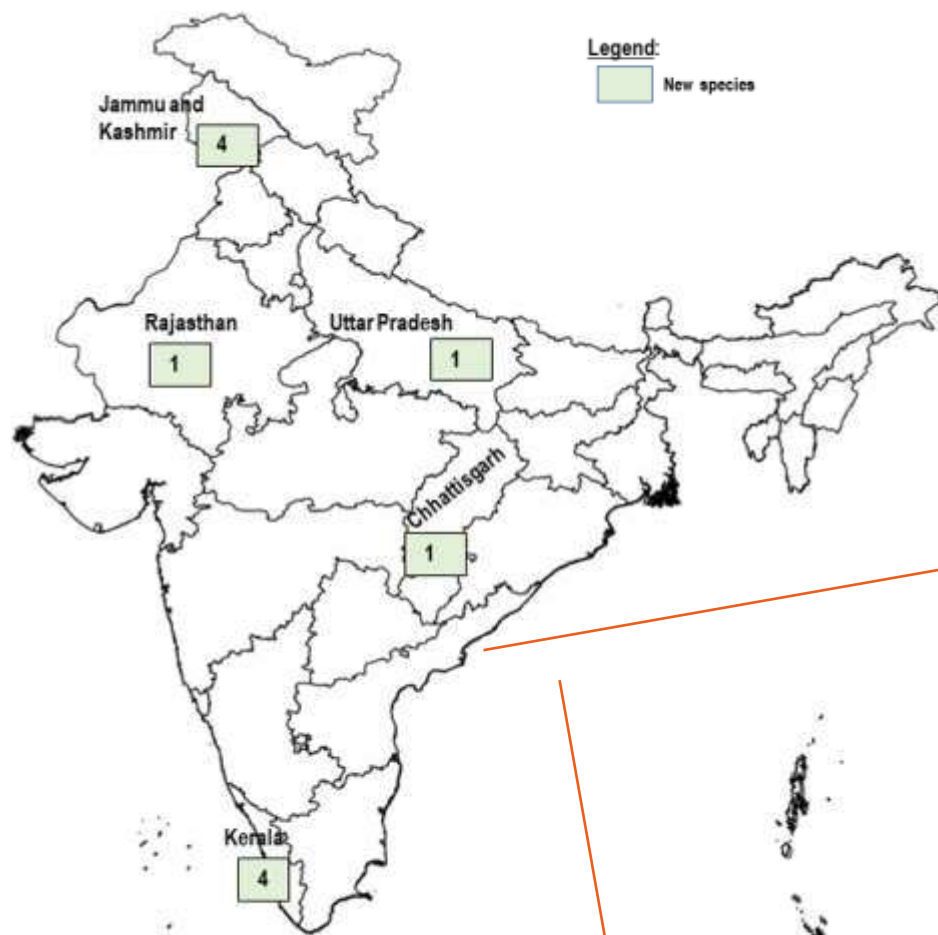 Legend:
New species
Jammu and
Kashmir
4
Rajasthan
1
Uttar Pradesh
1
Chhattisgarh
1
Kerala
4